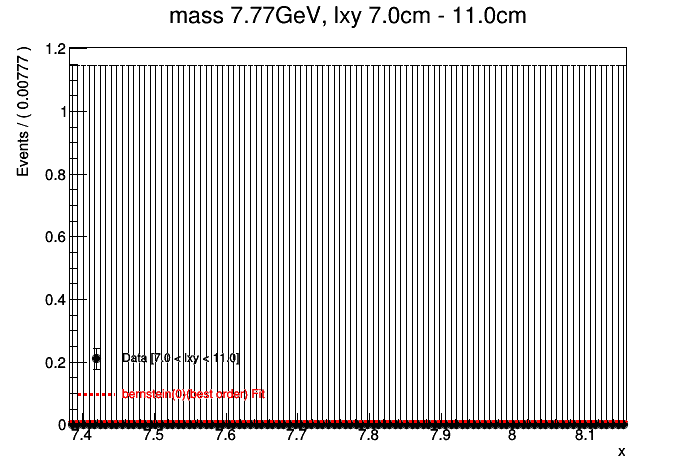 mass 7.77GeV, lxy 7.0cm - 11.0cm
Events / ( 0.00777 )
1.2
1
0.8
0.6
0.4
0.2
0
Data [7.0 < lxy < 11.0]
bernstein[0](best order) Fit
7.4 7.5 7.6 7.7 7.8 7.9 8 8.1
x